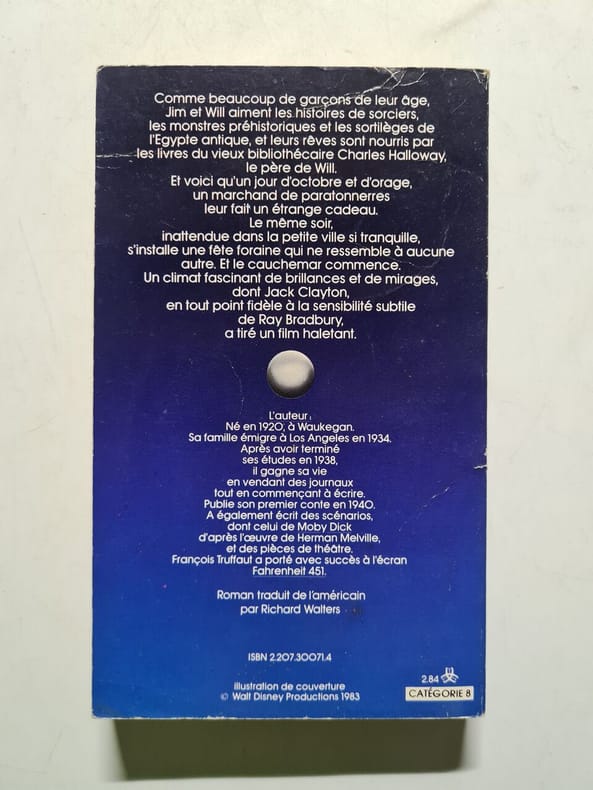 Comme beaucoup de garçons de leur âge,
Jim et Will aiment les histoires de sorciers,
les monstres préhistoriques et les sortilèges de
l'Egypte antique, et leurs rêves sont nourris par
les livres du vieux bibliothécaire Charles Halloway,
le père de Will.
Et voici qu'un jour d'octobre et d'orage,
un marchand de paratonnerres
leur fait un étrange cadeau.
Le même soir,
inattendue dans la petite ville si tranquille,
s'installe une fête foraine qui ne ressemble à aucune
autre. Et le cauchemar commence.
Un climat fascinant de brillances et de mirages,
dont Jack Clayton,
en tout point fidèle à la sensibilité subtile
de Ray Bradbury,
a tiré un film haletant.
L'auteur :
Né en 1920, à Waukegan.
Sa famille émigre à Los Angeles en 1934.
Après avoir terminé
ses études en 1938,
il gagne sa vie
en vendant des journaux
tout en commençant à écrire.
Publie son premier conte en 1940.
A également écrit des scénarios,
dont celui de Moby Dick
d'après l'œuvre de Herman Melville,
et des pièces de théâtre.
François Truffaut a porté avec succès à l'écran
Fahrenheit 451.
Roman traduit de l'américain
par Richard Walters
ISBN 2.207.30071.4
2.84
CATÉGORIE 8
illustration de couverture
© Walt Disney Productions 1983